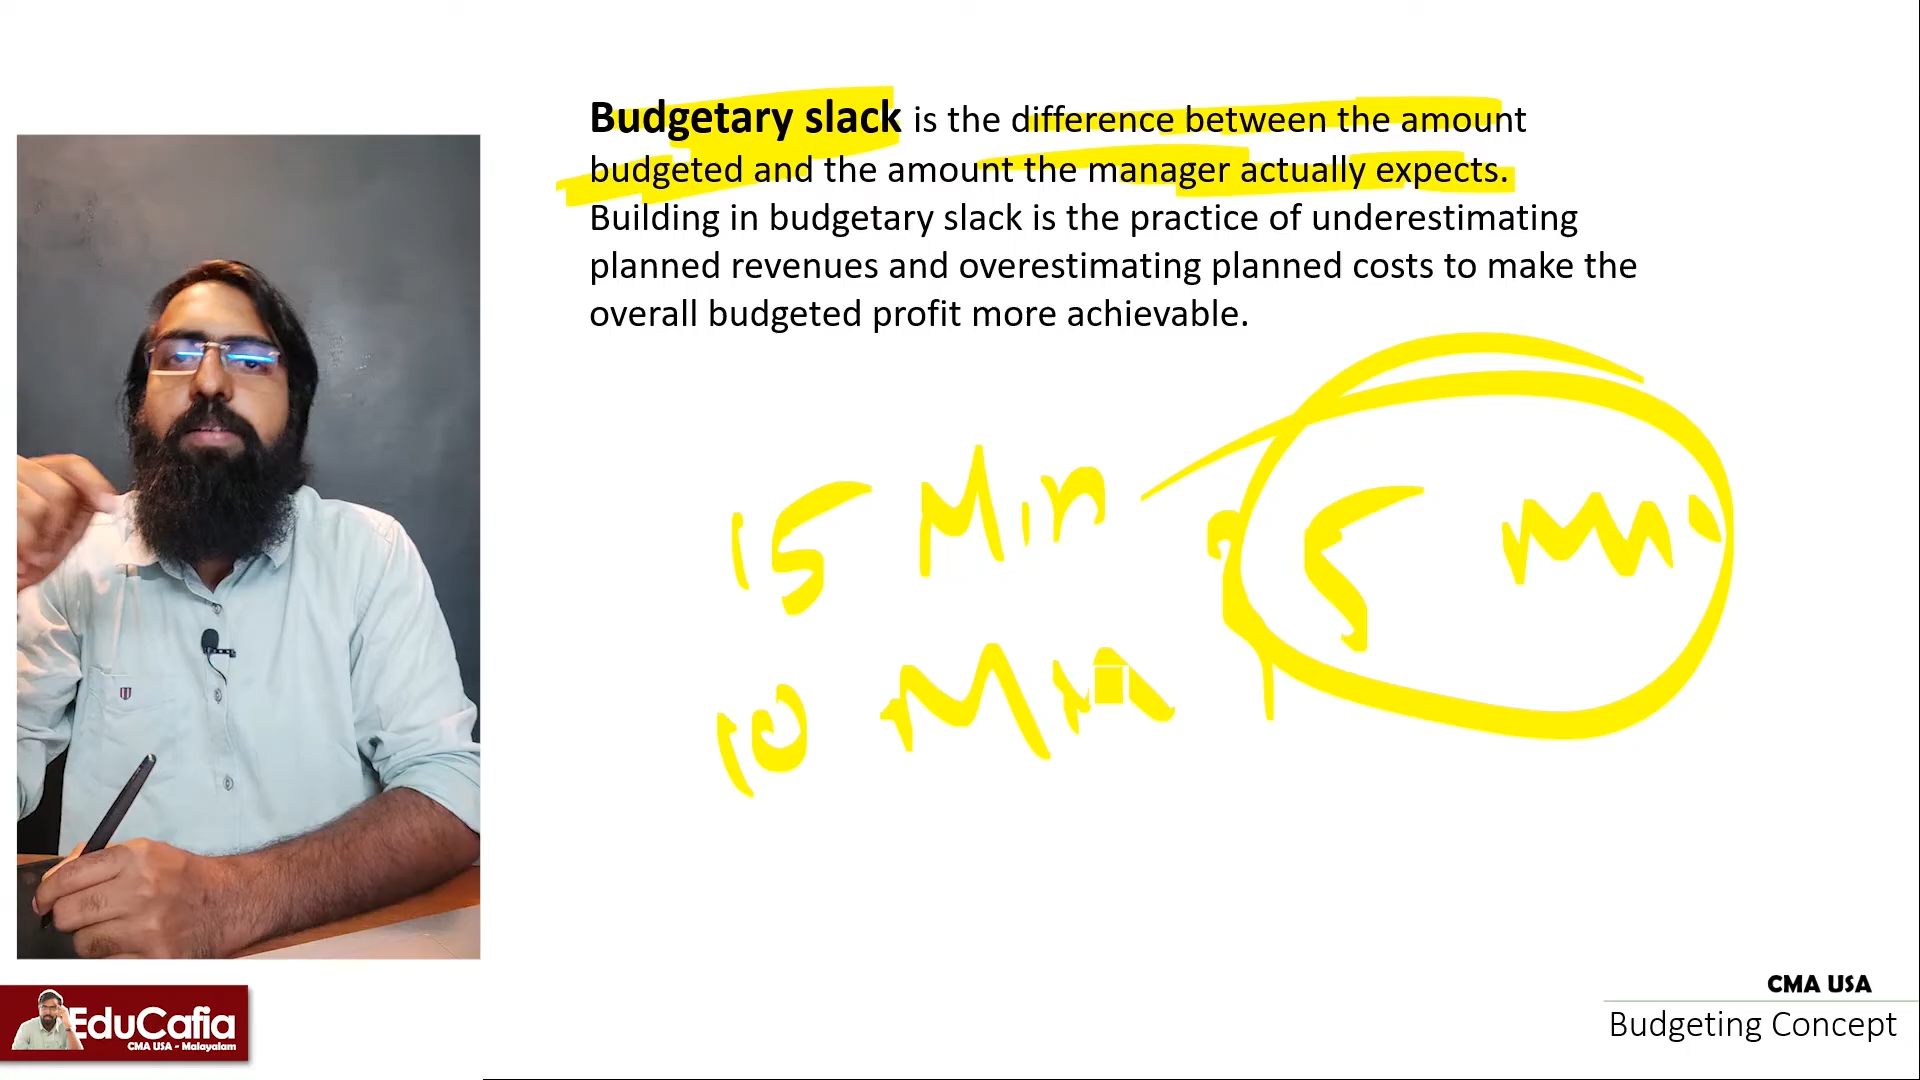 Budgetary slack is the difference between the amount
budgeted and the amount the manager actually expects.
Building in budgetary slack is the practice of underestimating
planned revenues and overestimating planned costs to make the
overall budgeted profit more achievable.
15 Min
5 Min
10 Min
EduCafia
CMA USA - Malayalam
CMA USA
Budgeting Concept